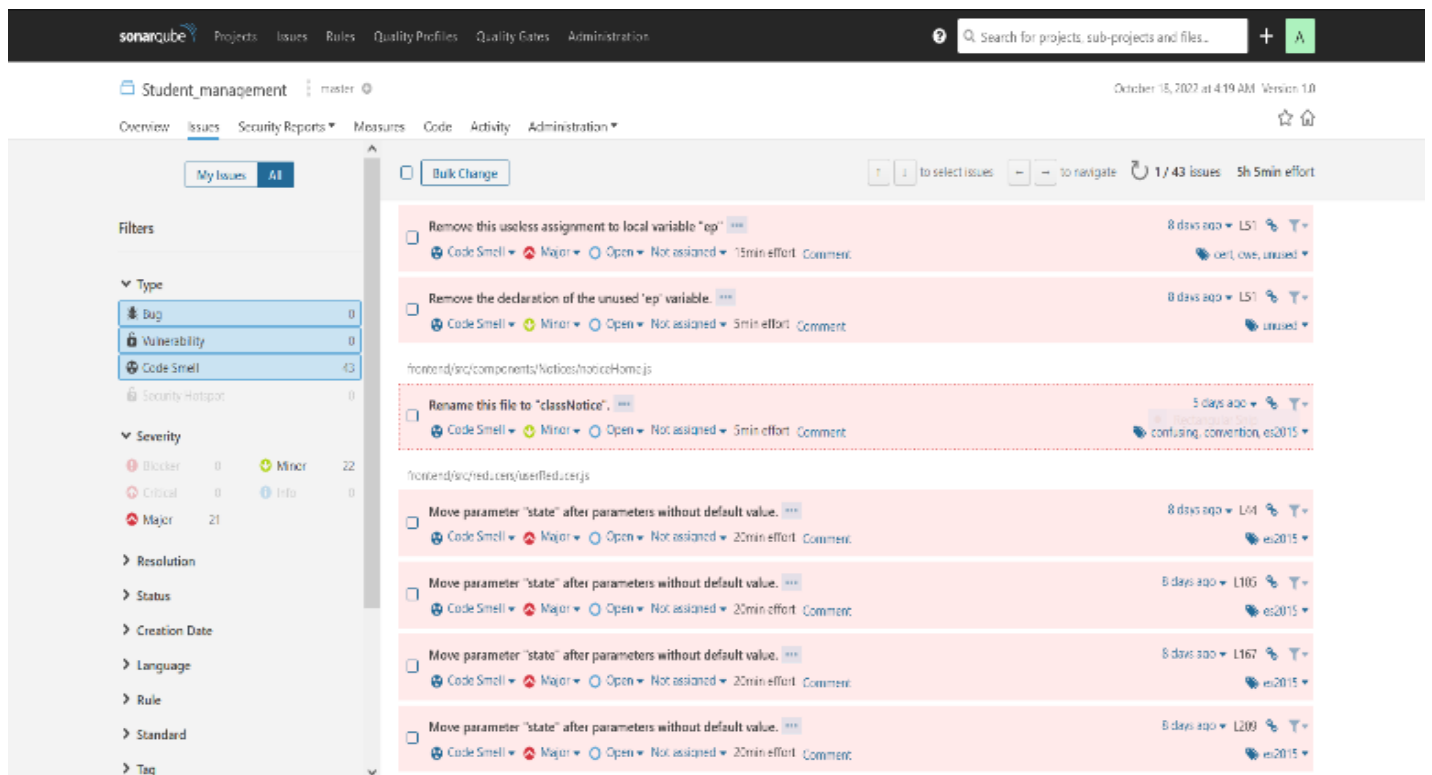 sonarqube Projects Issues Rules Quality Profiles Quality Gates Administration Search for projects, sub-projects and files... A
Student_management master October 18, 2022 at 4:19 AM Version 1.0
Overview Issues Security Reports Measures Code Activity Administration
My Issues All
Bulk Change to select issues to navigate 1 / 43 issues 5h 5min effort
Filters
Type
Bug 0
Vulnerability 0
Code Smell 43
Security Hotspot 0
Severity
Blocker 0 Minor 22
Critical 0 Info 0
Major 21
Resolution
Status
Creation Date
Language
Rule
Standard
Tag
Remove this useless assignment to local variable "ep" ... 8 days ago L51
Code Smell Major Open Not assigned 15min effort Comment cert, cwe, unused
Remove the declaration of the unused 'ep' variable. ... 8 days ago L51
Code Smell Minor Open Not assigned 5min effort Comment unused
frontend/src/components/Notices/noticeHome.js
Rename this file to "classNotice". ... 5 days ago
Code Smell Minor Open Not assigned 5min effort Comment confusing, convention, es2015
frontend/src/reducers/userReducer.js
Move parameter "state" after parameters without default value. ... 8 days ago L44
Code Smell Major Open Not assigned 20min effort Comment es2015
Move parameter "state" after parameters without default value. ... 8 days ago L105
Code Smell Major Open Not assigned 20min effort Comment es2015
Move parameter "state" after parameters without default value. ... 8 days ago L167
Code Smell Major Open Not assigned 20min effort Comment es2015
Move parameter "state" after parameters without default value. ... 8 days ago L209
Code Smell Major Open Not assigned 20min effort Comment es2015